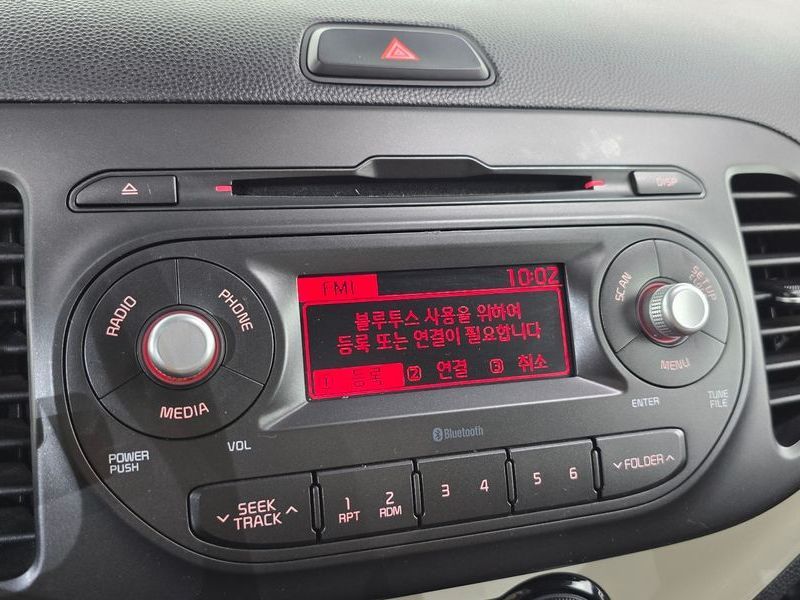 DISP
FM1 10:02
블루투스 사용을 위하여
등록 또는 연결이 필요합니다
1 등록 2 연결 3 취소
RADIO
PHONE
MEDIA
SCAN
SETUP
MENU
POWER
PUSH
VOL
ENTER
TUNE
FILE
Bluetooth
SEEK
TRACK
1
RPT
2
RDM
3 4
5 6
FOLDER